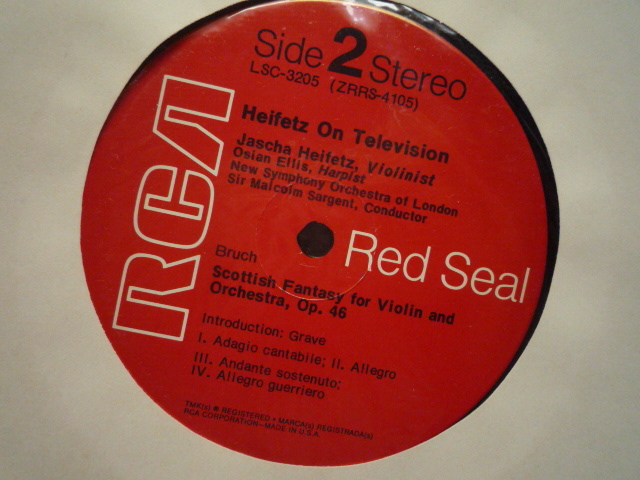 Side 2 Stereo
LSC-3205 (ZRRS-4105)
Heifetz On Television
Jascha Heifetz, Violinist
Osian Ellis, Harpist
New Symphony Orchestra of London
Sir Malcolm Sargent, Conductor
RCA
Red Seal
Bruch
Scottish Fantasy for Violin and
Orchestra, Op. 46
Introduction: Grave
I. Adagio cantabile; II. Allegro
III. Andante sostenuto;
IV. Allegro guerriero
TMK(s) ● REGISTERED • MARCA(s) REGISTRADA(s)
RCA CORPORATION—MADE IN U.S.A